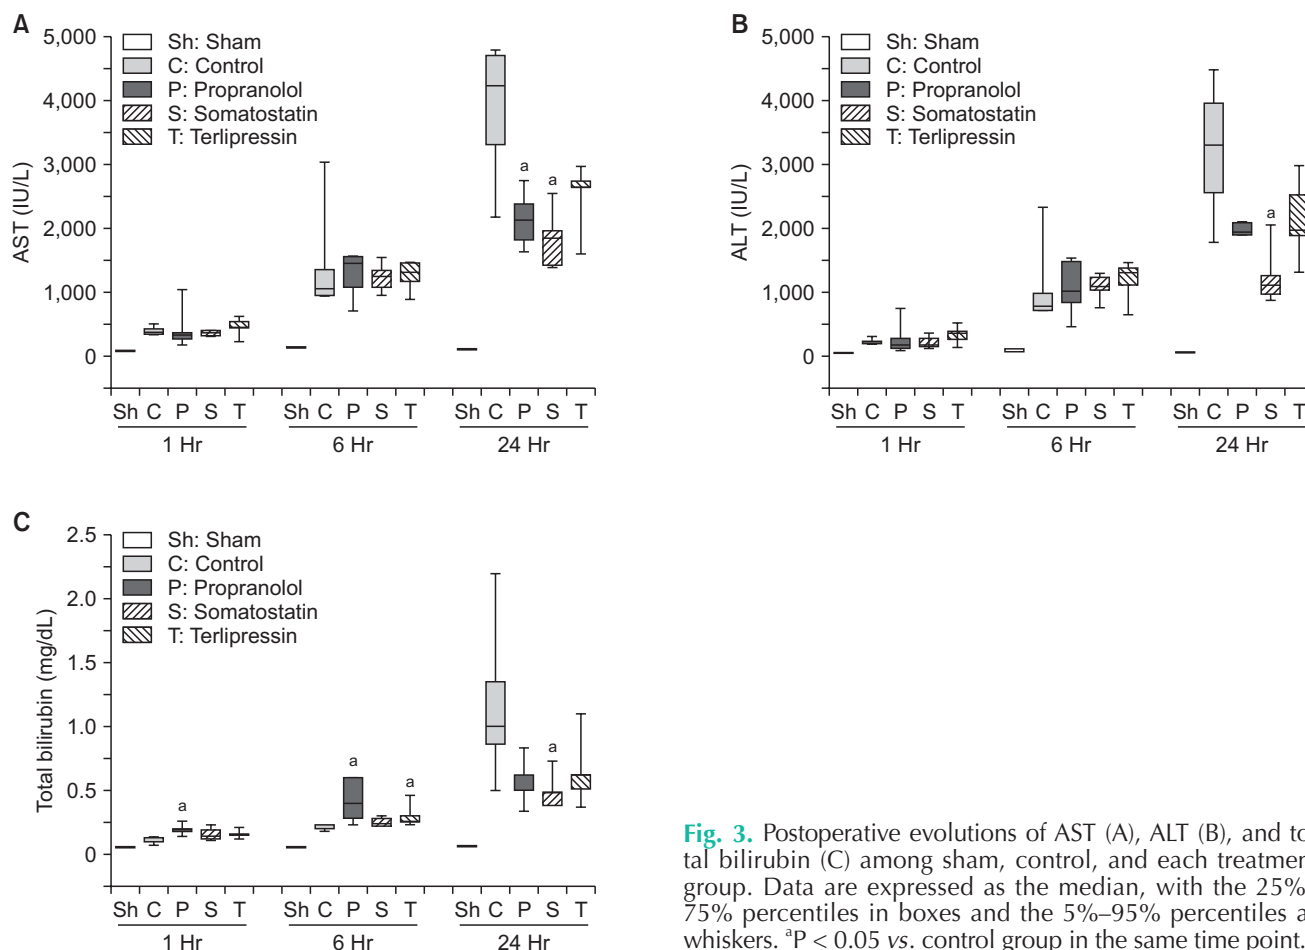 A
5,000
4,000
3,000
2,000
1,000
0
AST (IU/L)
Sh: Sham
C: Control
P: Propranolol
S: Somatostatin
T: Terlipressin
a
a
Sh C P S T Sh C P S T Sh C P S T
1 Hr 6 Hr 24 Hr
B
5,000
4,000
3,000
2,000
1,000
0
ALT (IU/L)
Sh: Sham
C: Control
P: Propranolol
S: Somatostatin
T: Terlipressin
a
Sh C P S T Sh C P S T Sh C P S T
1 Hr 6 Hr 24 Hr
C
2.5
2.0
1.5
1.0
0.5
0
Total bilirubin (mg/dL)
Sh: Sham
C: Control
P: Propranolol
S: Somatostatin
T: Terlipressin
a
a
a
a
Sh C P S T Sh C P S T Sh C P S T
1 Hr 6 Hr 24 Hr
Fig. 3. Postoperative evolutions of AST (A), ALT (B), and to
tal bilirubin (C) among sham, control, and each treatmen
group. Data are expressed as the median, with the 25%
75% percentiles in boxes and the 5%–95% percentiles a
whiskers. ᵃP < 0.05 vs. control group in the same time point.